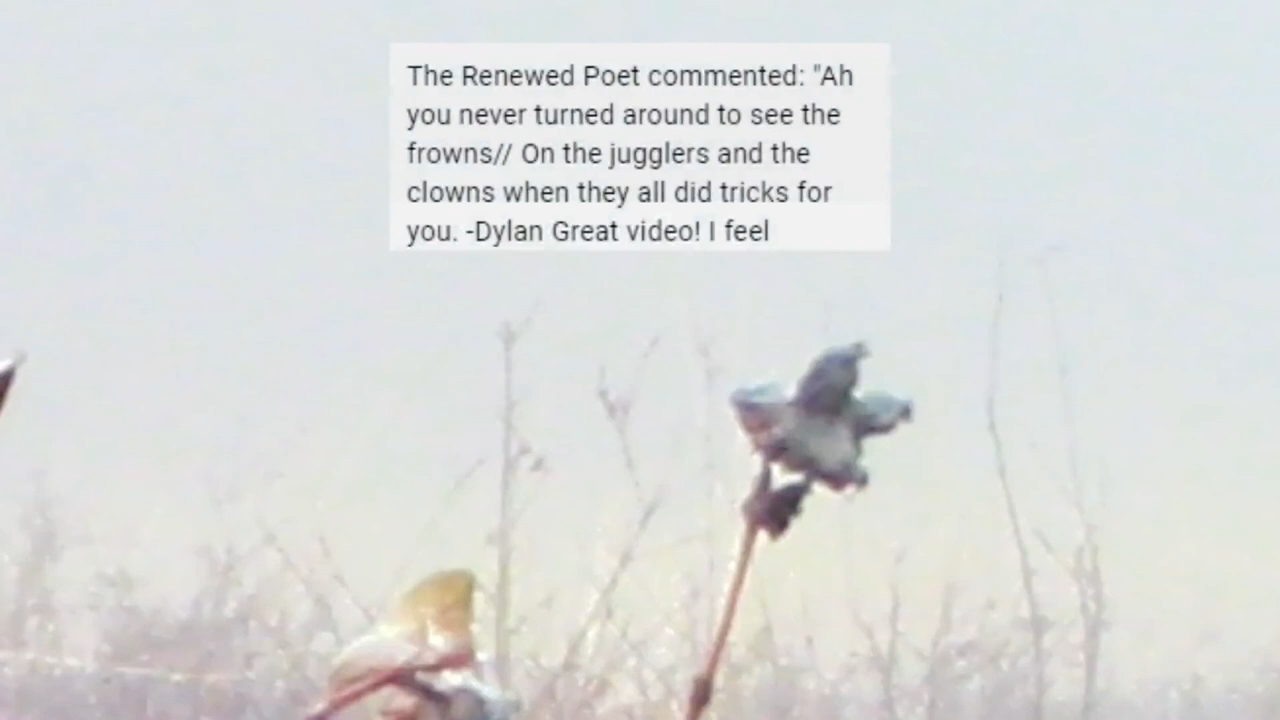 The Renewed Poet commented: "Ah
you never turned around to see the
frowns// On the jugglers and the
clowns when they all did tricks for
you. -Dylan Great video! I feel